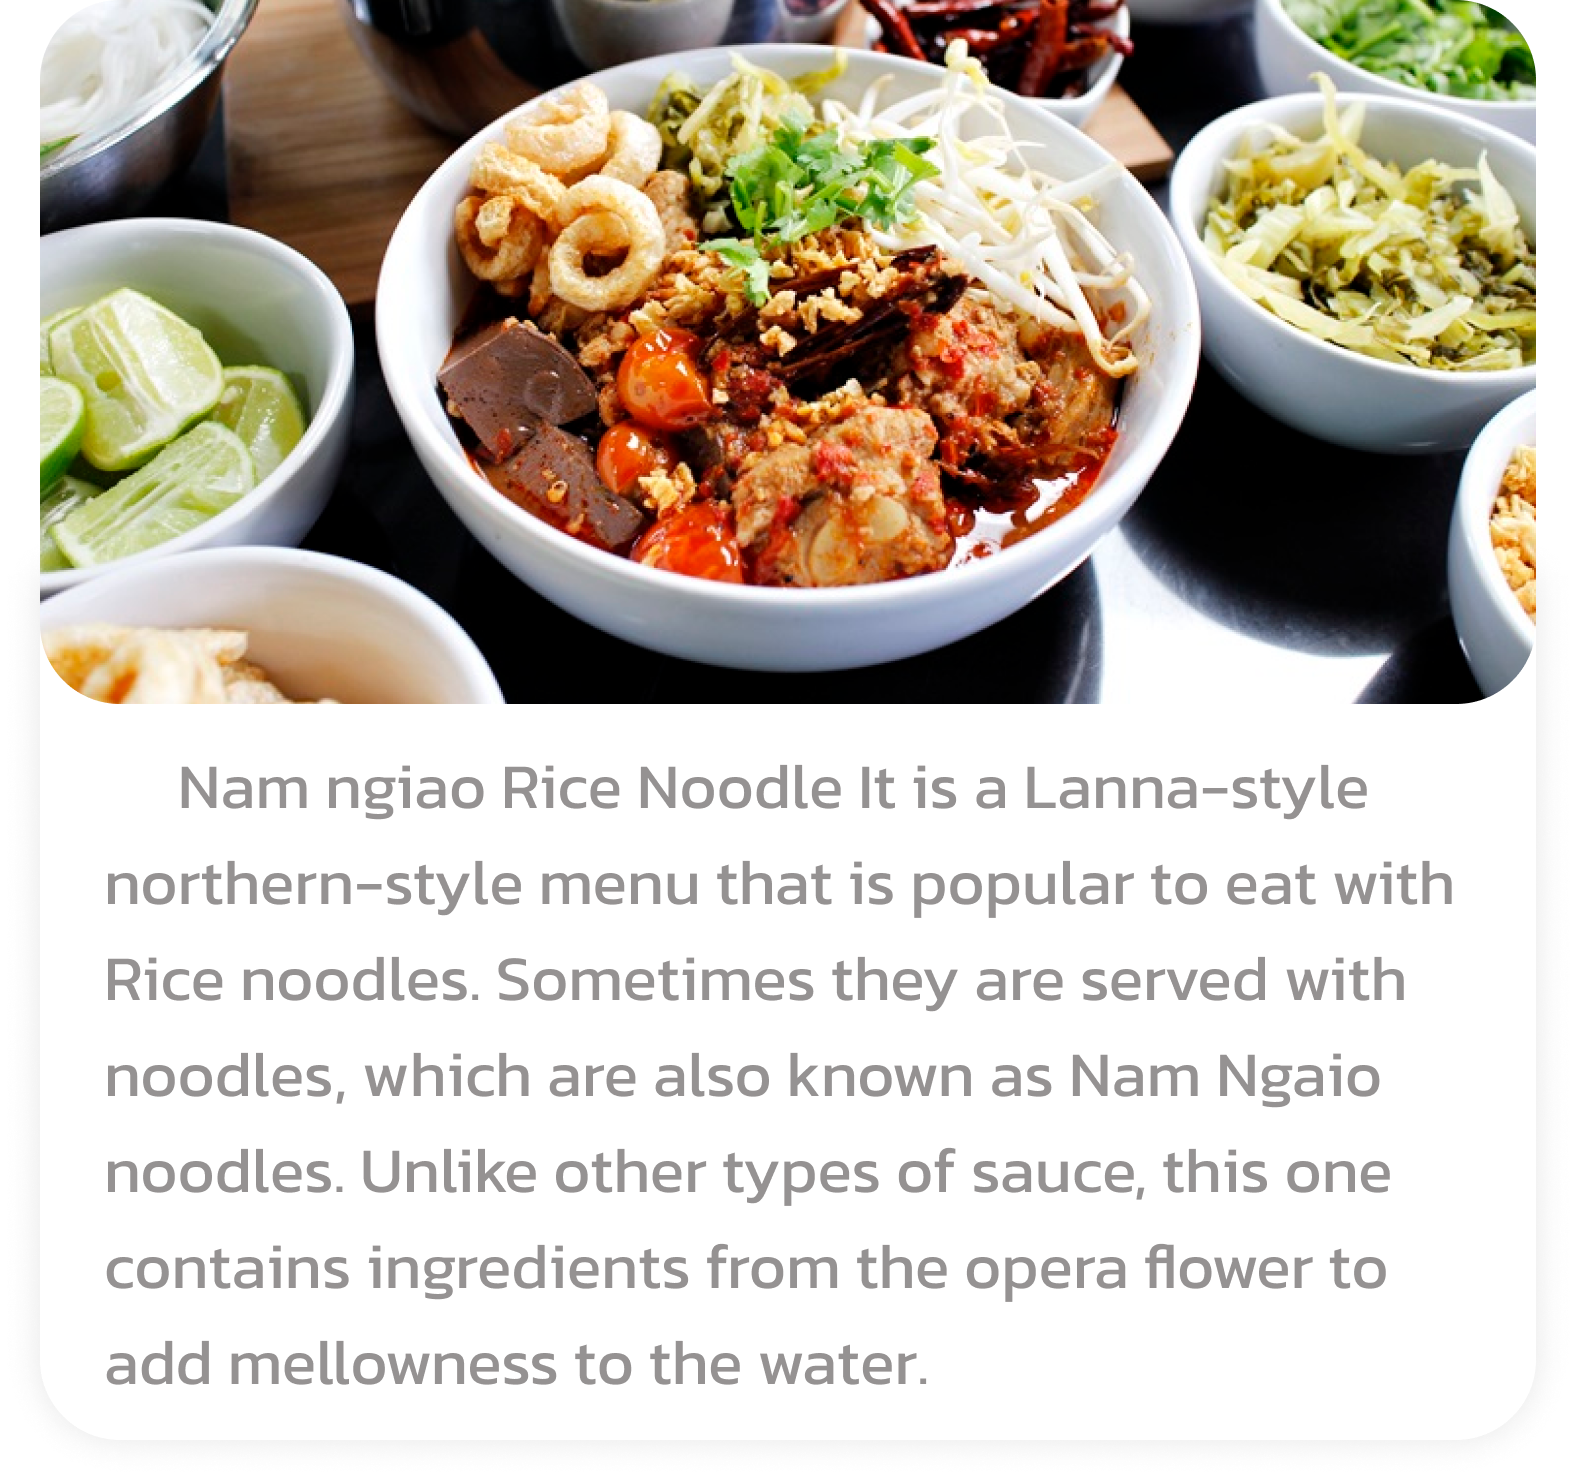 Nam ngiao Rice Noodle It is a Lanna-style
northern-style menu that is popular to eat with
Rice noodles. Sometimes they are served with
noodles, which are also known as Nam Ngaio
noodles. Unlike other types of sauce, this one
contains ingredients from the opera flower to
add mellowness to the water.